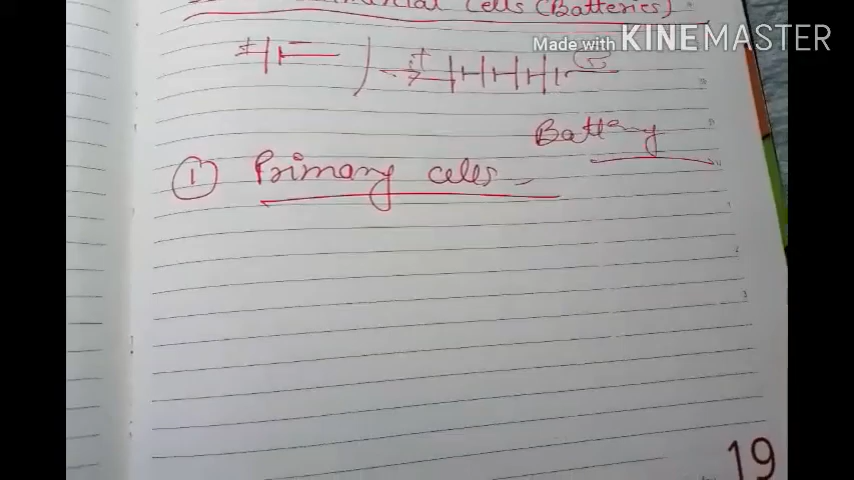 Cells (Batteries)
Made with KINEMASTER
+ -
+ -
Battery
① Primary cells -
19